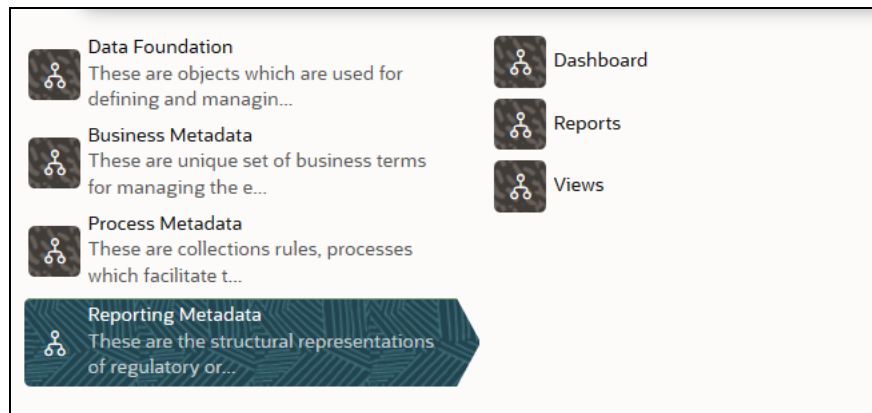 Data Foundation
These are objects which are used for
defining and managin...
Business Metadata
These are unique set of business terms
for managing the e...
Process Metadata
These are collections rules, processes
which facilitate t...
Reporting Metadata
These are the structural representations
of regulatory or...
Dashboard
Reports
Views